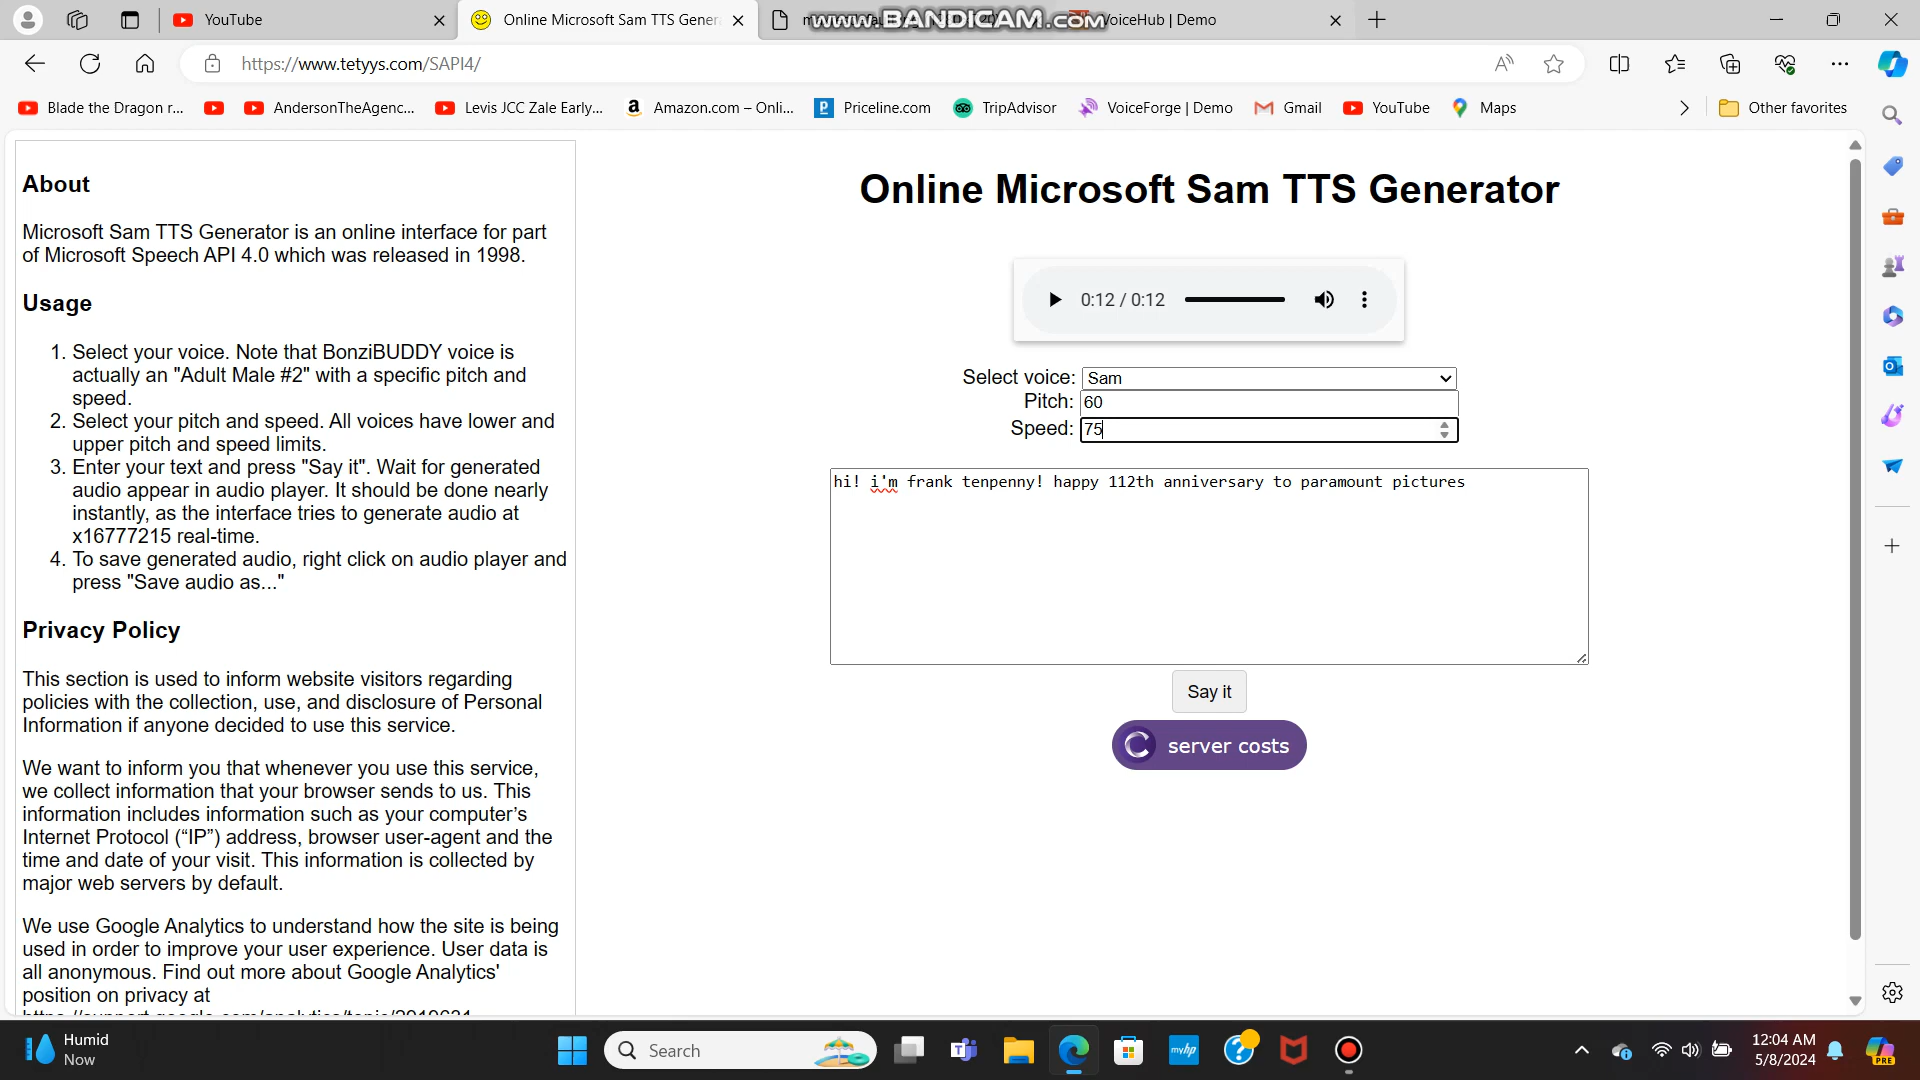 YouTube
Online Microsoft Sam TTS Gener
www.BANDICAM.com
VoiceHub | Demo
https://www.tetyys.com/SAPI4/
Blade the Dragon r...
AndersonTheAgenc...
Levis JCC Zale Early...
Amazon.com – Onli...
Priceline.com
TripAdvisor
VoiceForge | Demo
Gmail
YouTube
Maps
Other favorites
About
Microsoft Sam TTS Generator is an online interface for part
of Microsoft Speech API 4.0 which was released in 1998.
Usage
1. Select your voice. Note that BonziBUDDY voice is
actually an "Adult Male #2" with a specific pitch and
speed.
2. Select your pitch and speed. All voices have lower and
upper pitch and speed limits.
3. Enter your text and press "Say it". Wait for generated
audio appear in audio player. It should be done nearly
instantly, as the interface tries to generate audio at
x16777215 real-time.
4. To save generated audio, right click on audio player and
press "Save audio as..."
Privacy Policy
This section is used to inform website visitors regarding
policies with the collection, use, and disclosure of Personal
Information if anyone decided to use this service.
We want to inform you that whenever you use this service,
we collect information that your browser sends to us. This
information includes information such as your computer’s
Internet Protocol (“IP”) address, browser user-agent and the
time and date of your visit. This information is collected by
major web servers by default.
We use Google Analytics to understand how the site is being
used in order to improve your user experience. User data is
all anonymous. Find out more about Google Analytics'
position on privacy at
Online Microsoft Sam TTS Generator
0:12 / 0:12
Select voice: Sam
Pitch: 60
Speed: 75
hi! i'm frank tenpenny! happy 112th anniversary to paramount pictures
Say it
server costs
Humid
Now
Search
myhp
12:04 AM
5/8/2024
PRE